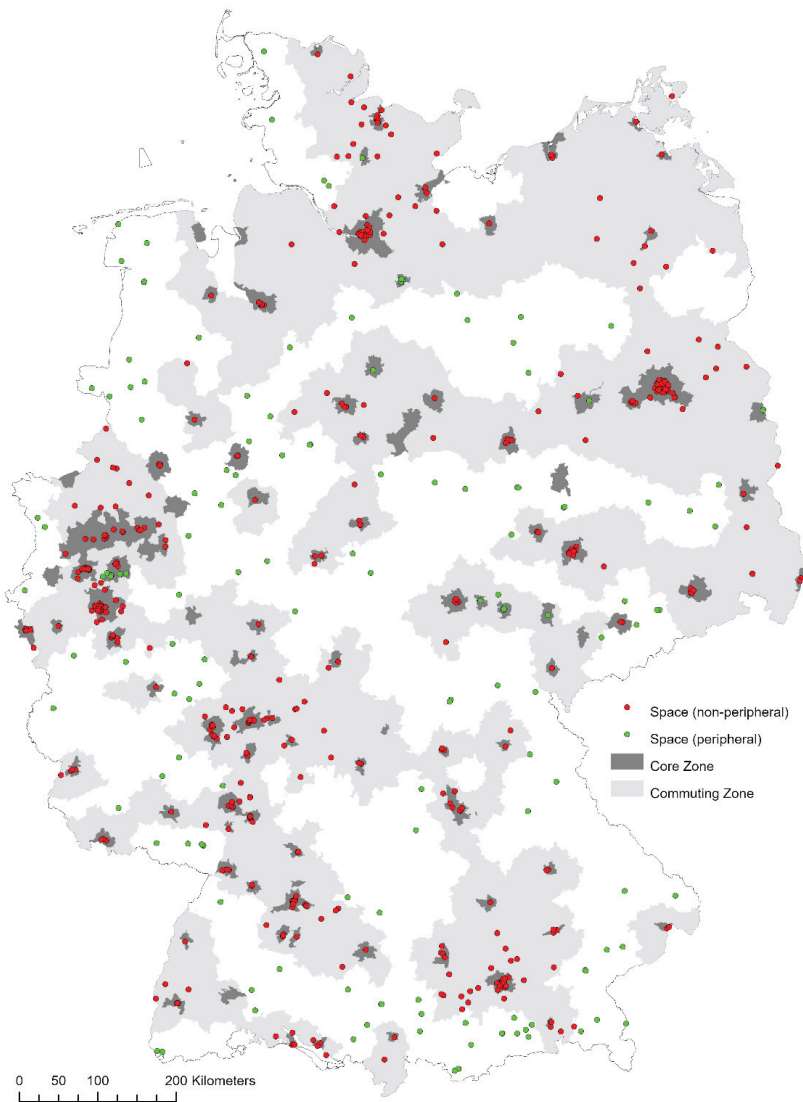 Space (non-peripheral)
Space (peripheral)
Core Zone
Commuting Zone
0 50 100 200 Kilometers